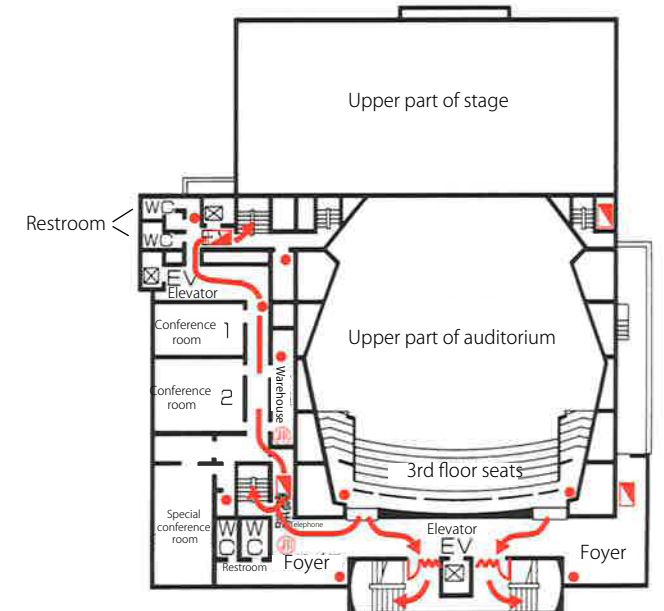 Upper part of stage
Restroom
WC
WC
EV
EV
Elevator
Conference
room
1
Upper part of auditorium
Conference
room
2
Warehouse
3rd floor seats
Special
conference
room
WC
WC
Restroom
Telephone
Foyer
Elevator
EV
Foyer